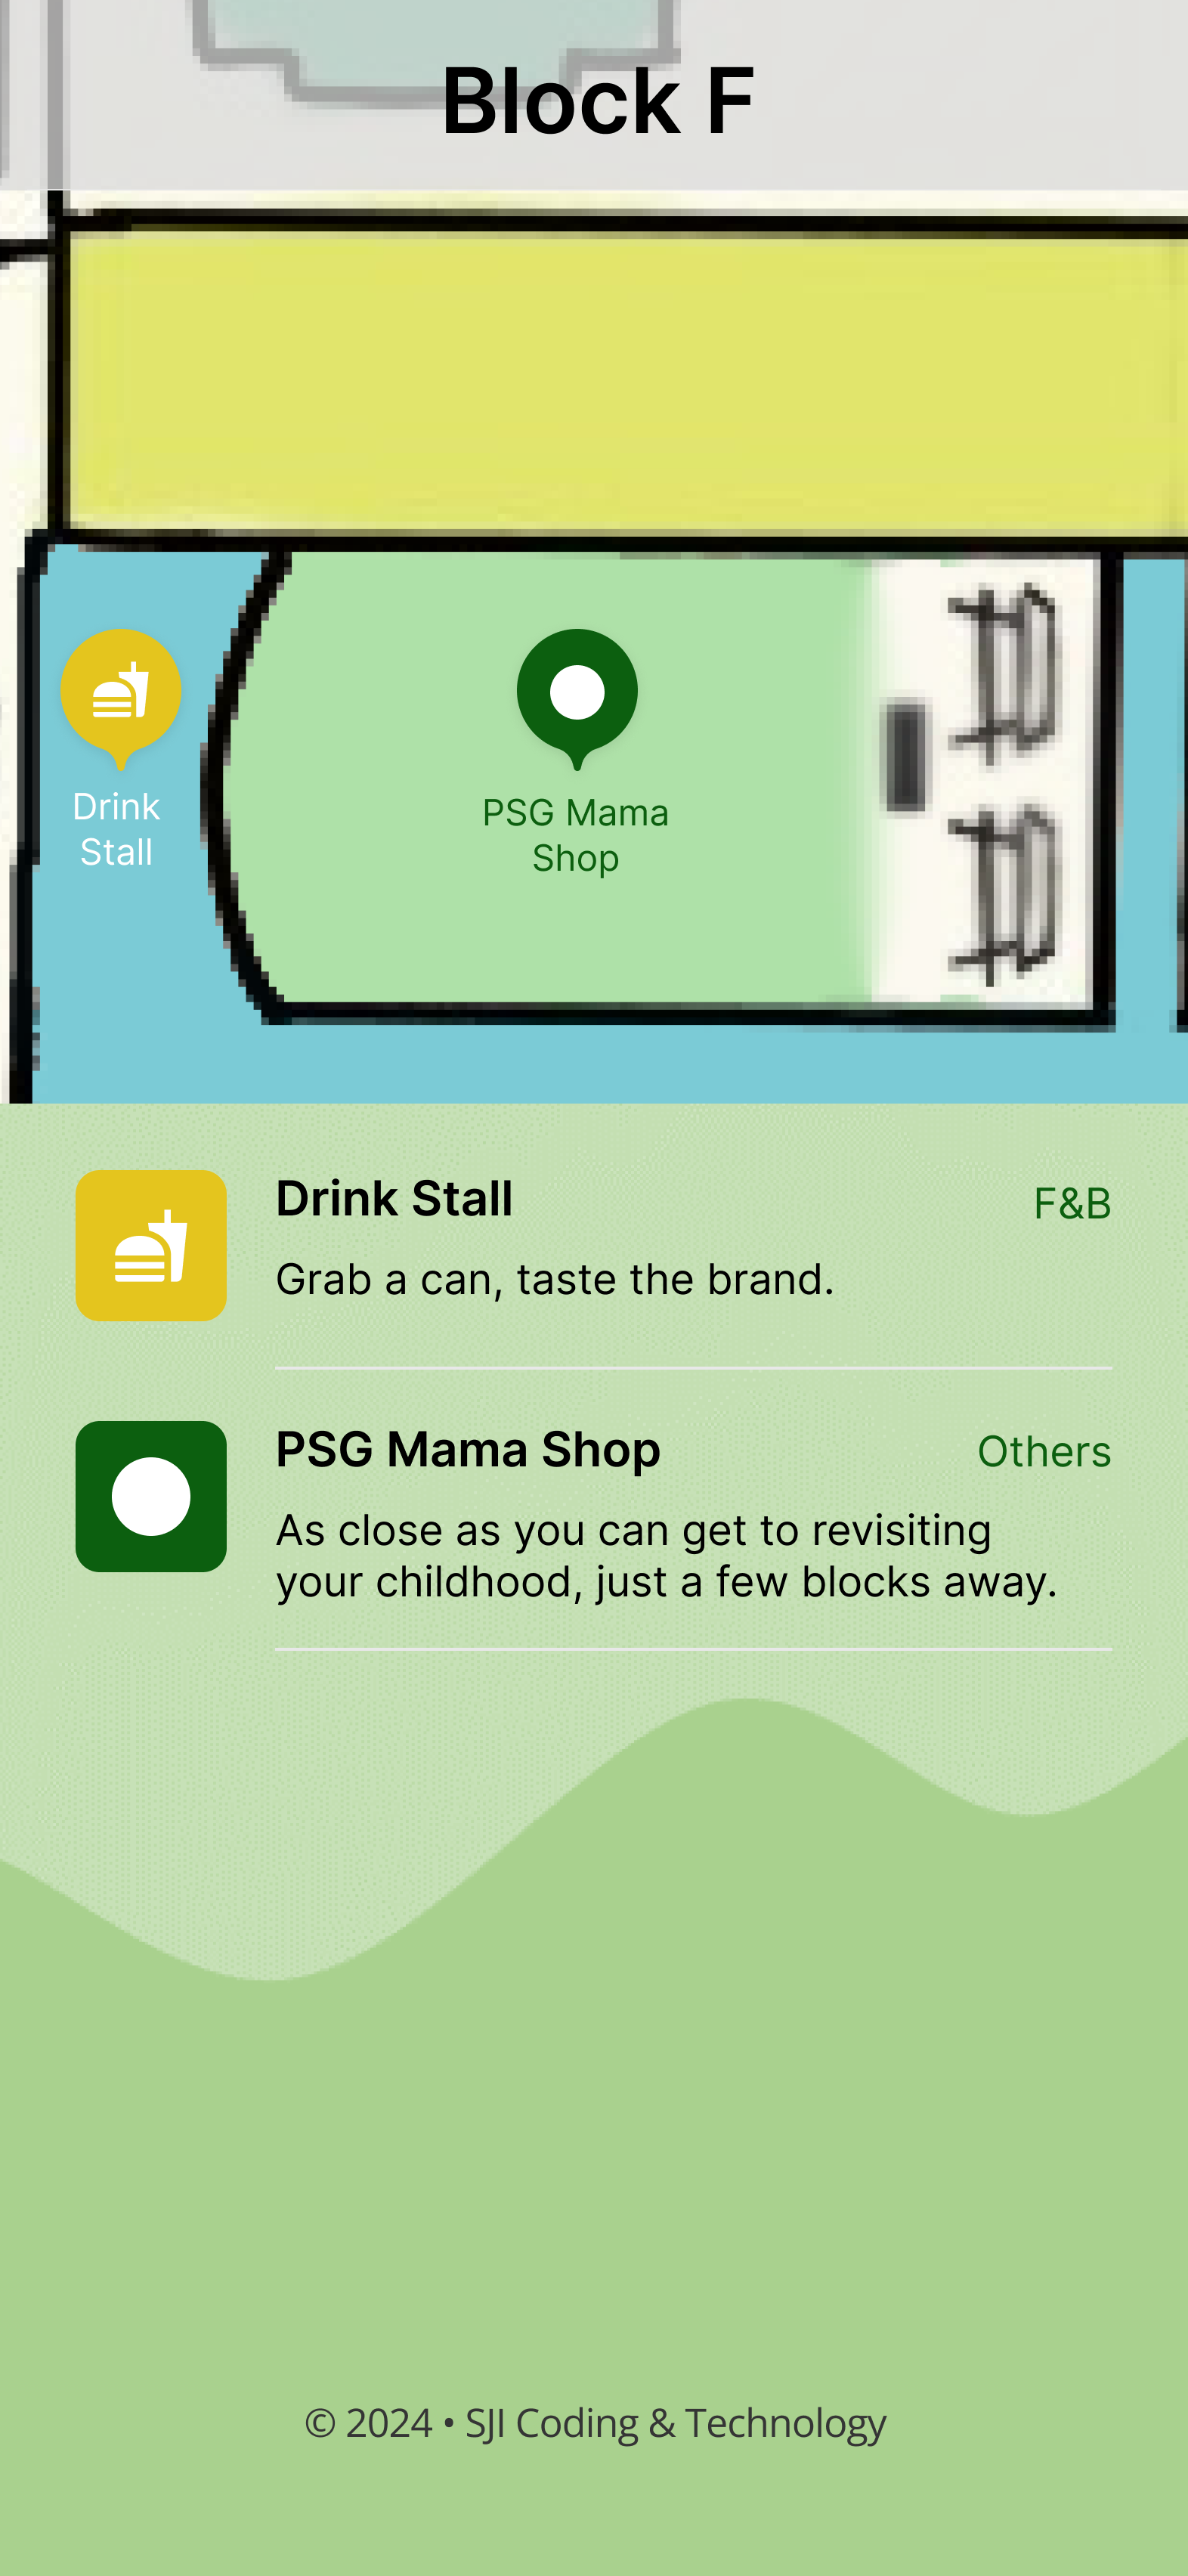 Block F
Drink
Stall
PSG Mama
Shop
Drink Stall
F&B
Grab a can, taste the brand.
PSG Mama Shop
Others
As close as you can get to revisiting
your childhood, just a few blocks away.
© 2024 • SJI Coding & Technology